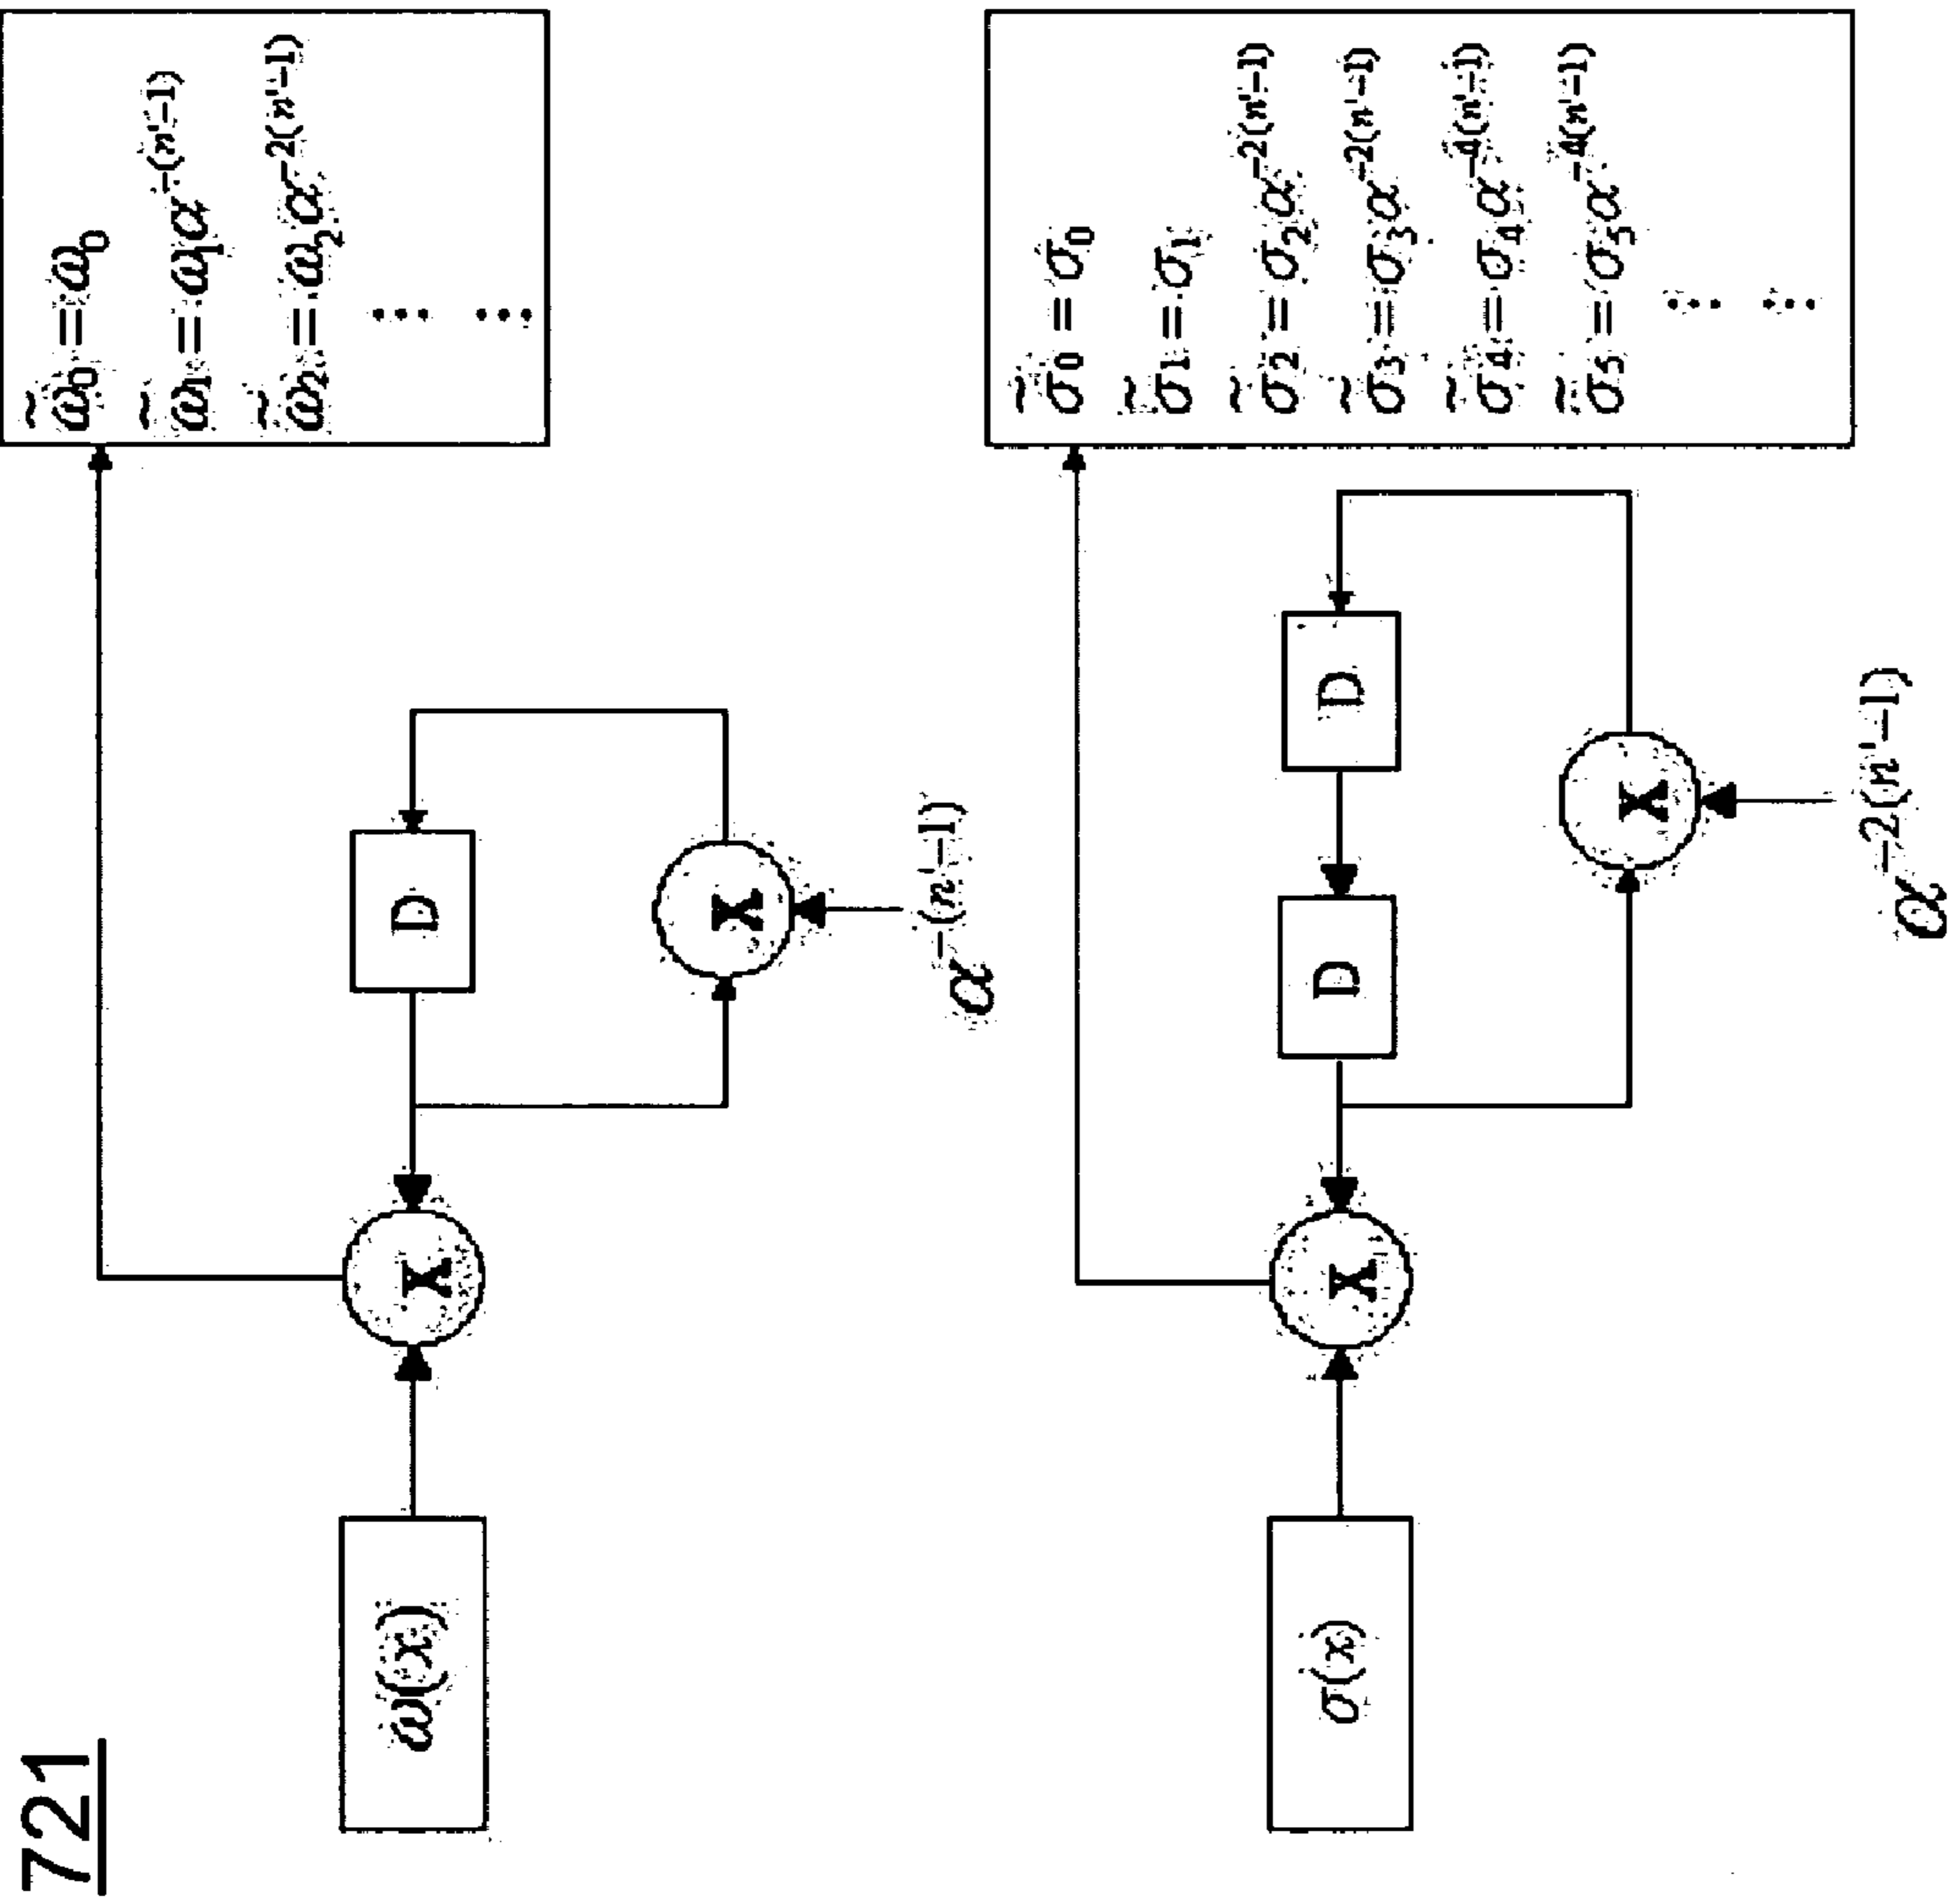 721
ω(x)
X
D
X
α^{-(n'-1)}
ω̃₀ = ω₀
ω̃₁ = ω₁α^{-(n'-1)}
ω̃₂ = ω₂α^{-2(n'-1)}
... ...
σ(x)
X
D
D
X
α^{-2(n'-1)}
σ̃₀ = σ₀
σ̃₁ = σ₁
σ̃₂ = σ₂α^{-2(n'-1)}
σ̃₃ = σ₃α^{-2(n'-1)}
σ̃₄ = σ₄α^{-4(n'-1)}
σ̃₅ = σ₅α^{-4(n'-1)}
... ...